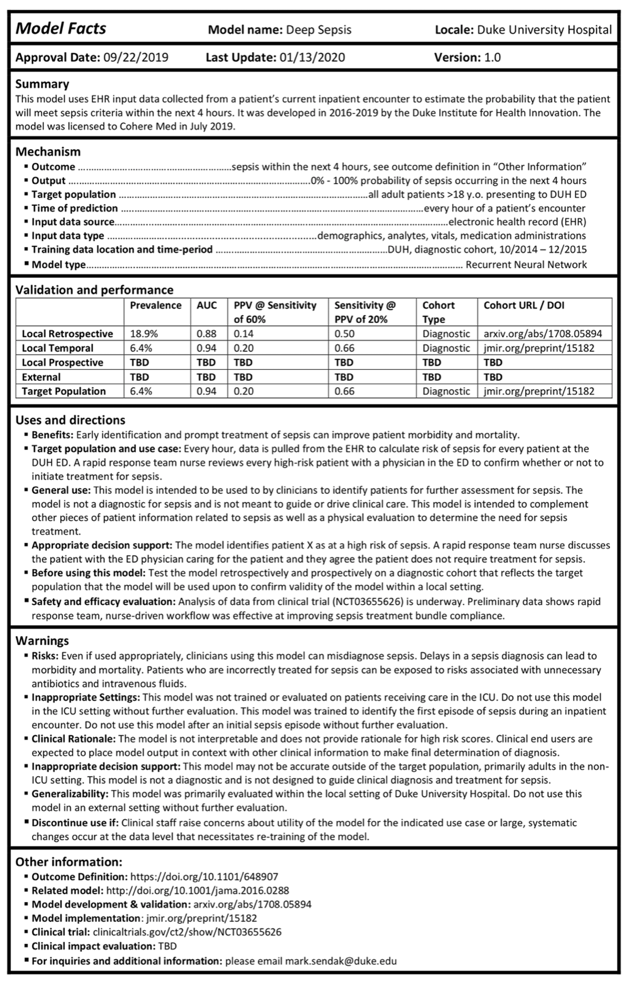 Model Facts Model name: Deep Sepsis Locale: Duke University Hospital
Approval Date: 09/22/2019 Last Update: 01/13/2020 Version: 1.0
Summary
This model uses EHR input data collected from a patient's current inpatient encounter to estimate the probability that the patient
will meet sepsis criteria within the next 4 hours. It was developed in 2016-2019 by the Duke Institute for Health Innovation. The
model was licensed to Cohere Med in July 2019.
Mechanism
▪ Outcome ................................................sepsis within the next 4 hours, see outcome definition in "Other Information"
▪ Output ........................................................................0% - 100% probability of sepsis occurring in the next 4 hours
▪ Target population ..............................................................all adult patients >18 y.o. presenting to DUH ED
▪ Time of prediction ..............................................................................every hour of a patient's encounter
▪ Input data source.....................................................................................electronic health record (EHR)
▪ Input data type ........................................demographics, analytes, vitals, medication administrations
▪ Training data location and time-period ...............................................DUH, diagnostic cohort, 10/2014 – 12/2015
▪ Model type............................................................................................... Recurrent Neural Network
Validation and performance
Prevalence AUC PPV @ Sensitivity Sensitivity @ Cohort Cohort URL / DOI
of 60% PPV of 20% Type
Local Retrospective 18.9% 0.88 0.14 0.50 Diagnostic arxiv.org/abs/1708.05894
Local Temporal 6.4% 0.94 0.20 0.66 Diagnostic jmir.org/preprint/15182
Local Prospective TBD TBD TBD TBD TBD TBD
External TBD TBD TBD TBD TBD TBD
Target Population 6.4% 0.94 0.20 0.66 Diagnostic jmir.org/preprint/15182
Uses and directions
▪ Benefits: Early identification and prompt treatment of sepsis can improve patient morbidity and mortality.
▪ Target population and use case: Every hour, data is pulled from the EHR to calculate risk of sepsis for every patient at the
DUH ED. A rapid response team nurse reviews every high-risk patient with a physician in the ED to confirm whether or not to
initiate treatment for sepsis.
▪ General use: This model is intended to be used to by clinicians to identify patients for further assessment for sepsis. The
model is not a diagnostic for sepsis and is not meant to guide or drive clinical care. This model is intended to complement
other pieces of patient information related to sepsis as well as a physical evaluation to determine the need for sepsis
treatment.
▪ Appropriate decision support: The model identifies patient X as at a high risk of sepsis. A rapid response team nurse discusses
the patient with the ED physician caring for the patient and they agree the patient does not require treatment for sepsis.
▪ Before using this model: Test the model retrospectively and prospectively on a diagnostic cohort that reflects the target
population that the model will be used upon to confirm validity of the model within a local setting.
▪ Safety and efficacy evaluation: Analysis of data from clinical trial (NCT03655626) is underway. Preliminary data shows rapid
response team, nurse-driven workflow was effective at improving sepsis treatment bundle compliance.
Warnings
▪ Risks: Even if used appropriately, clinicians using this model can misdiagnose sepsis. Delays in a sepsis diagnosis can lead to
morbidity and mortality. Patients who are incorrectly treated for sepsis can be exposed to risks associated with unnecessary
antibiotics and intravenous fluids.
▪ Inappropriate Settings: This model was not trained or evaluated on patients receiving care in the ICU. Do not use this model
in the ICU setting without further evaluation. This model was trained to identify the first episode of sepsis during an inpatient
encounter. Do not use this model after an initial sepsis episode without further evaluation.
▪ Clinical Rationale: The model is not interpretable and does not provide rationale for high risk scores. Clinical end users are
expected to place model output in context with other clinical information to make final determination of diagnosis.
▪ Inappropriate decision support: This model may not be accurate outside of the target population, primarily adults in the non-
ICU setting. This model is not a diagnostic and is not designed to guide clinical diagnosis and treatment for sepsis.
▪ Generalizability: This model was primarily evaluated within the local setting of Duke University Hospital. Do not use this
model in an external setting without further evaluation.
▪ Discontinue use if: Clinical staff raise concerns about utility of the model for the indicated use case or large, systematic
changes occur at the data level that necessitates re-training of the model.
Other information:
▪ Outcome Definition: https://doi.org/10.1101/648907
▪ Related model: http://doi.org/10.1001/jama.2016.0288
▪ Model development & validation: arxiv.org/abs/1708.05894
▪ Model implementation: jmir.org/preprint/15182
▪ Clinical trial: clinicaltrials.gov/ct2/show/NCT03655626
▪ Clinical impact evaluation: TBD
▪ For inquiries and additional information: please email mark.sendak@duke.edu